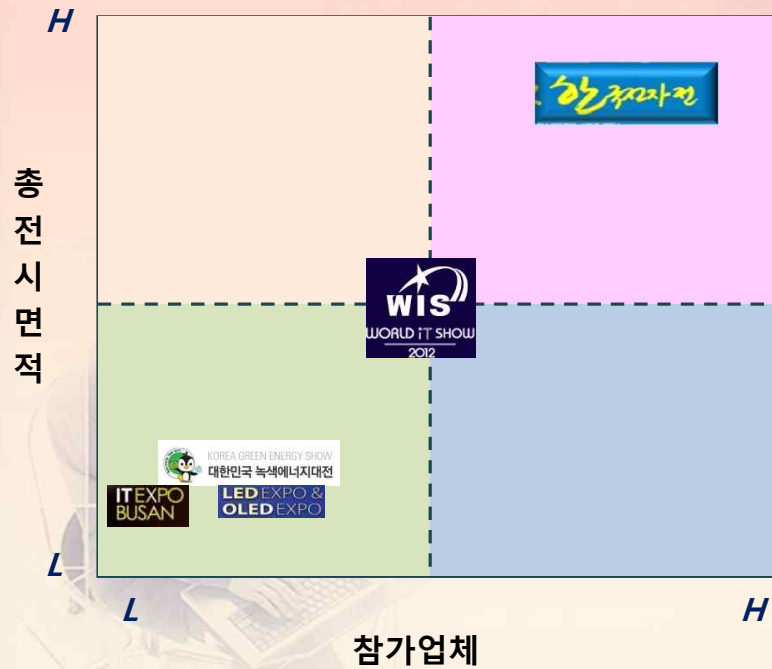 H
한국전자전
총
전
시
면
적
WIS
WORLD IT SHOW
2012
KOREA GREEN ENERGY SHOW
대한민국 녹색에너지대전
IT EXPO
BUSAN
LED EXPO &
OLED EXPO
L
L
H
참가업체